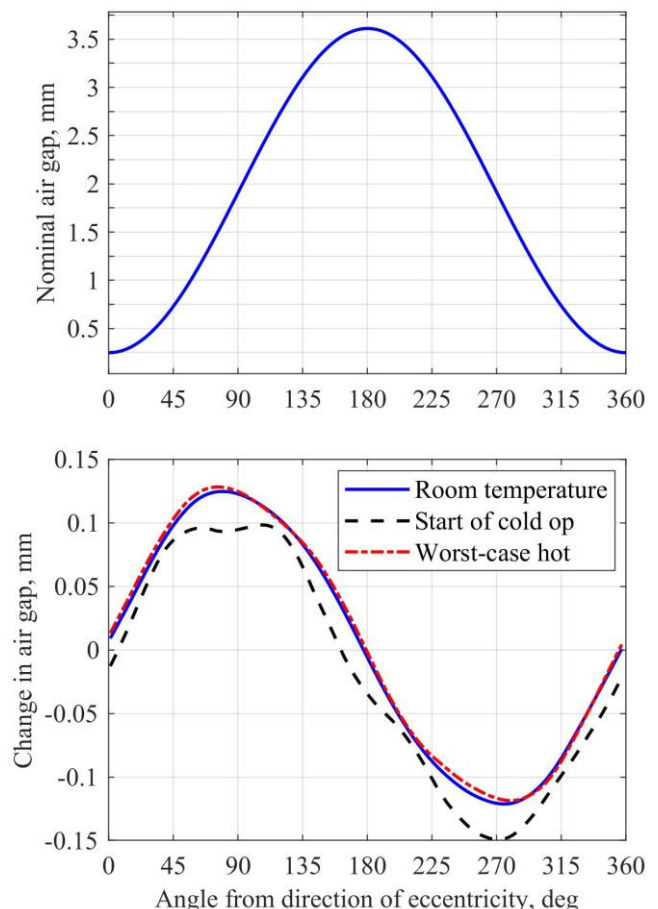 Nominal air gap, mm
3.5
3
2.5
2
1.5
1
0.5
0 45 90 135 180 225 270 315 360
Change in air gap, mm
0.15
0.1
0.05
0
-0.05
-0.1
-0.15
Room temperature
Start of cold op
Worst-case hot
0 45 90 135 180 225 270 315 360
Angle from direction of eccentricity, deg